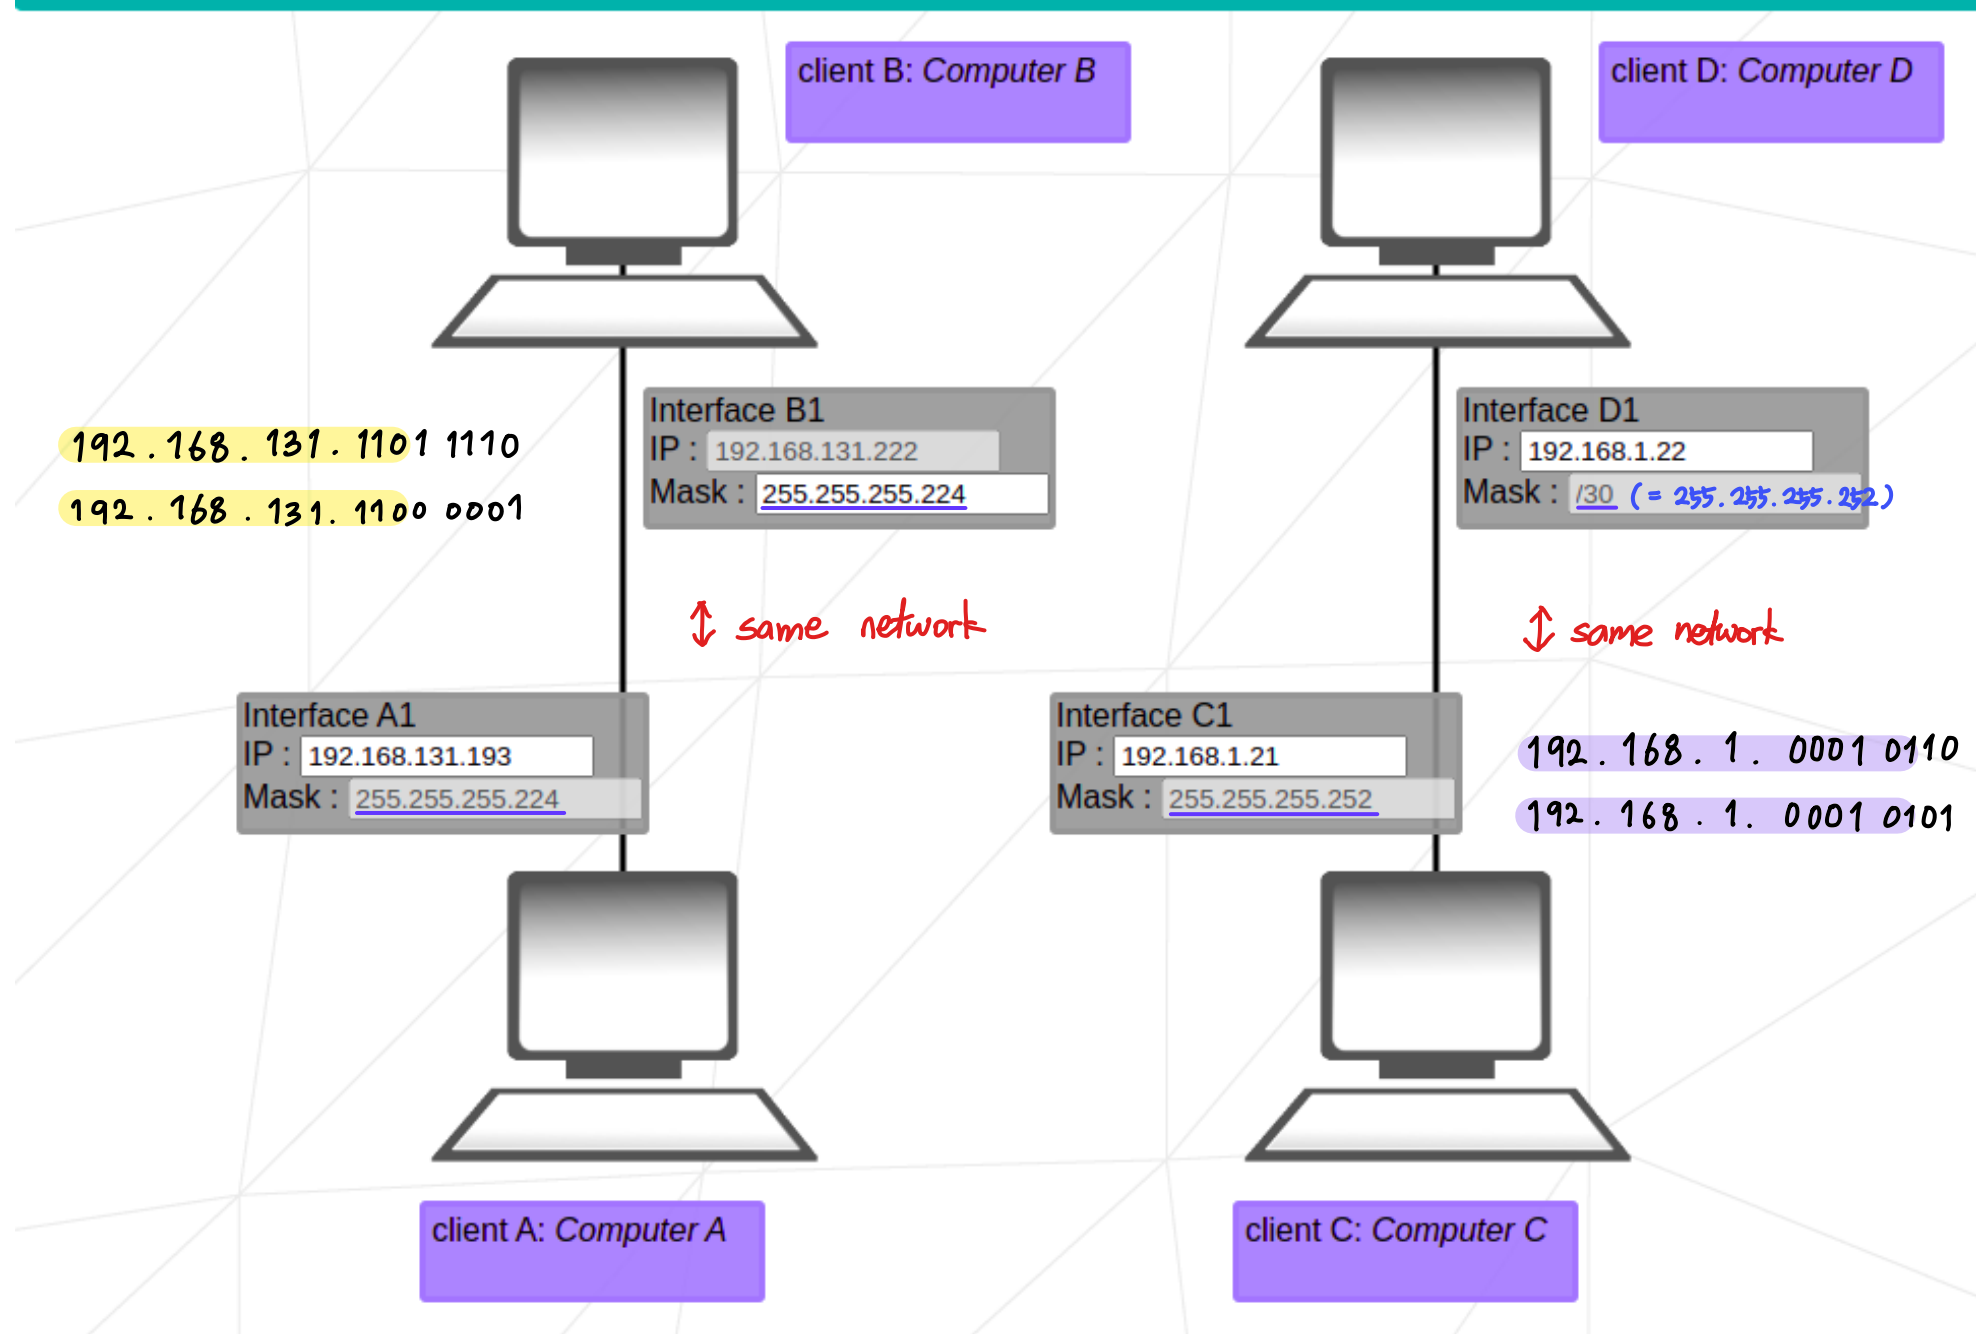 client B: Computer B
client D: Computer D
192.168.131.1101 1110
192.168.131.1100 0001
Interface B1
IP : 192.168.131.222
Mask : 255.255.255.224
Interface D1
IP : 192.168.1.22
Mask : /30 (= 255.255.255.252)
↕ same network
↕ same network
Interface A1
IP : 192.168.131.193
Mask : 255.255.255.224
Interface C1
IP : 192.168.1.21
Mask : 255.255.255.252
192.168.1. 0001 0110
192.168.1. 0001 0101
client A: Computer A
client C: Computer C